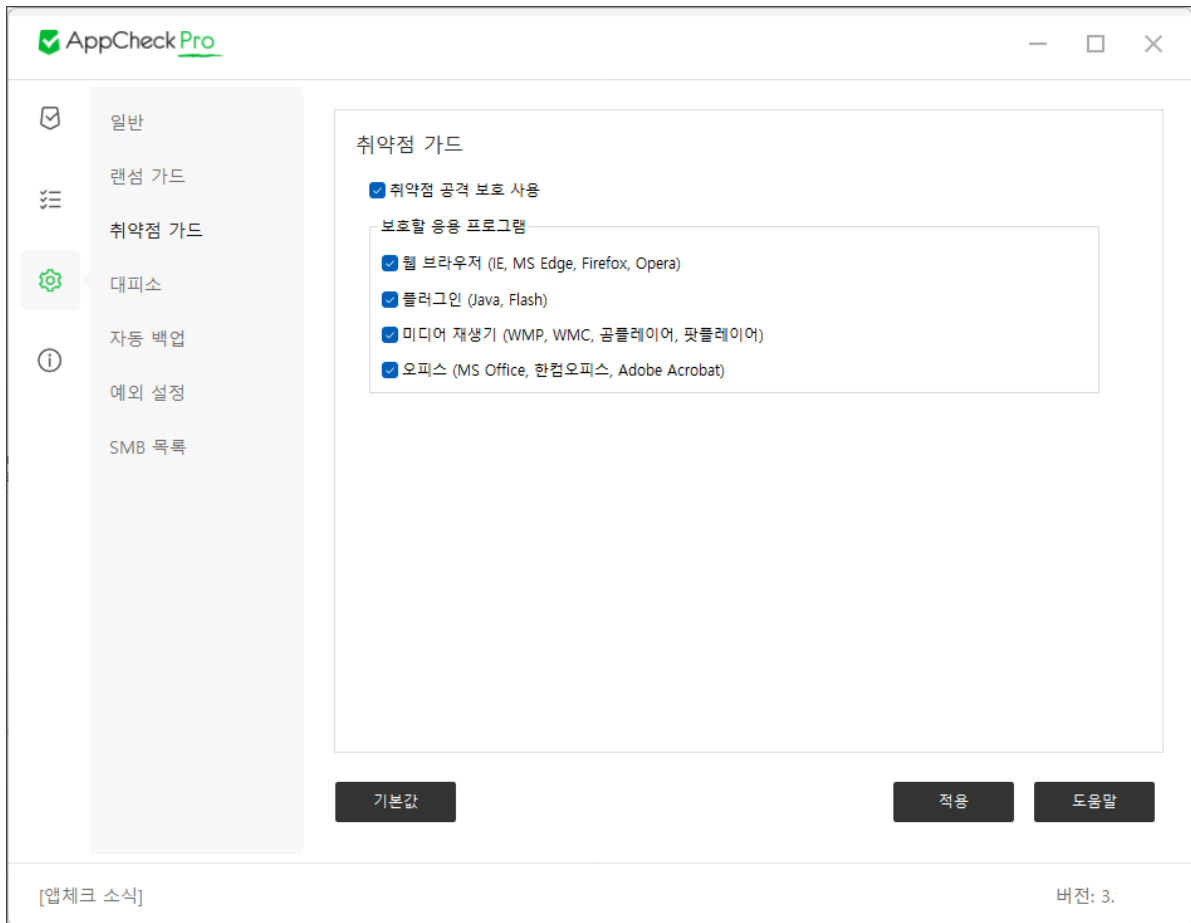 AppCheck Pro
일반
랜섬 가드
취약점 가드
대피소
자동 백업
예외 설정
SMB 목록
취약점 가드
취약점 공격 보호 사용
보호할 응용 프로그램
웹 브라우저 (IE, MS Edge, Firefox, Opera)
플러그인 (Java, Flash)
미디어 재생기 (WMP, WMC, 곰플레이어, 팟플레이어)
오피스 (MS Office, 한컴오피스, Adobe Acrobat)
기본값
적용
도움말
[앱체크 소식]
버전: 3.